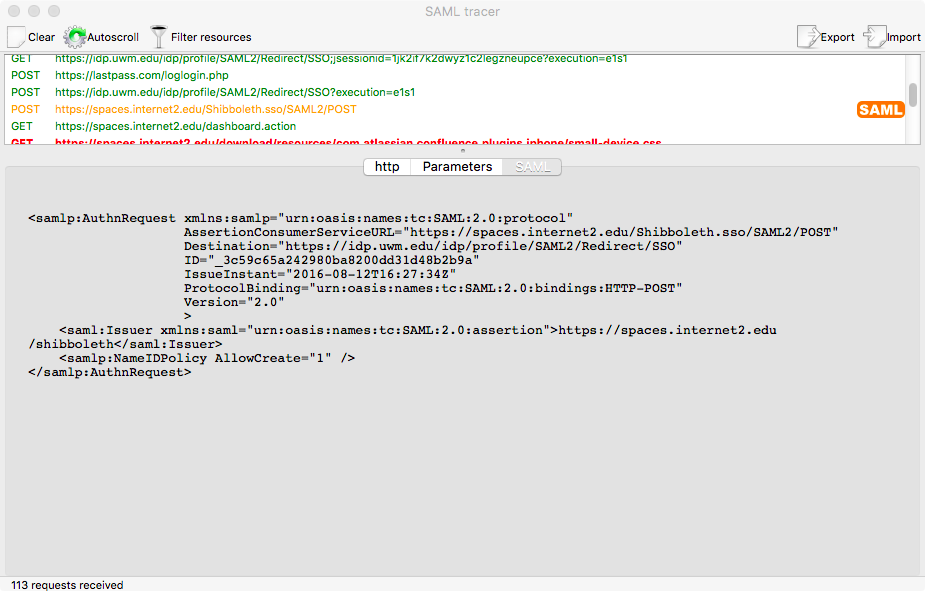 SAML tracer
Clear Autoscroll Filter resources Export Import
GET https://idp.uwm.edu/idp/profile/SAML2/Redirect/SSO;jsessionid=1jk2if7k2dwyz1c2legzneupce?execution=e1s1
POST https://lastpass.com/loglogin.php
POST https://idp.uwm.edu/idp/profile/SAML2/Redirect/SSO?execution=e1s1
POST https://spaces.internet2.edu/Shibboleth.sso/SAML2/POST SAML
GET https://spaces.internet2.edu/dashboard.action
GET https://spaces.internet2.edu/download/resources/com.atlassian.confluence.plugins.iphone/small-device.css
http Parameters SAML
<samlp:AuthnRequest xmlns:samlp="urn:oasis:names:tc:SAML:2.0:protocol"
AssertionConsumerServiceURL="https://spaces.internet2.edu/Shibboleth.sso/SAML2/POST"
Destination="https://idp.uwm.edu/idp/profile/SAML2/Redirect/SSO"
ID="_3c59c65a242980ba8200dd31d48b2b9a"
IssueInstant="2016-08-12T16:27:34Z"
ProtocolBinding="urn:oasis:names:tc:SAML:2.0:bindings:HTTP-POST"
Version="2.0"
>
<saml:Issuer xmlns:saml="urn:oasis:names:tc:SAML:2.0:assertion">https://spaces.internet2.edu
/shibboleth</saml:Issuer>
<samlp:NameIDPolicy AllowCreate="1" />
</samlp:AuthnRequest>
113 requests received